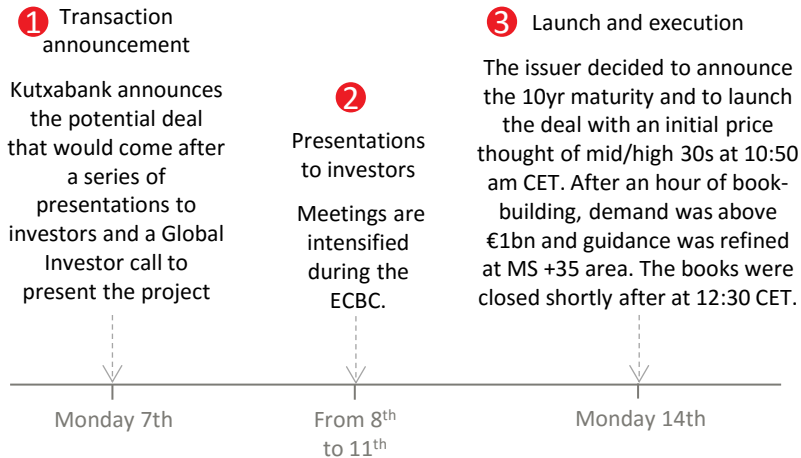 1 Transaction
announcement
Kutxabank announces
the potential deal
that would come after
a series of
presentations to
investors and a Global
Investor call to
present the project
2
Presentations
to investors
Meetings are
intensified
during the
ECBC.
3 Launch and execution
The issuer decided to announce
the 10yr maturity and to launch
the deal with an initial price
thought of mid/high 30s at 10:50
am CET. After an hour of book-
building, demand was above
€1bn and guidance was refined
at MS +35 area. The books were
closed shortly after at 12:30 CET.
Monday 7th
From 8th
to 11th
Monday 14th